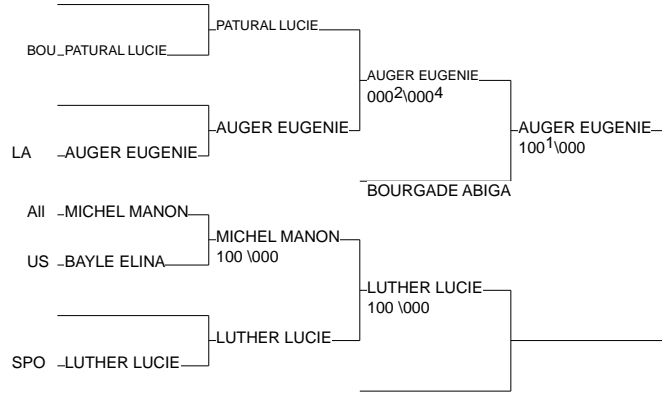 PATURAL LUCIE
BOU PATURAL LUCIE
AUGER EUGENIE
000²\000⁴
AUGER EUGENIE
AUGER EUGENIE
100¹\000
LA AUGER EUGENIE
BOURGADE ABIGA
All MICHEL MANON
MICHEL MANON
100 \000
US BAYLE ELINA
LUTHER LUCIE
100 \000
LUTHER LUCIE
SPO LUTHER LUCIE